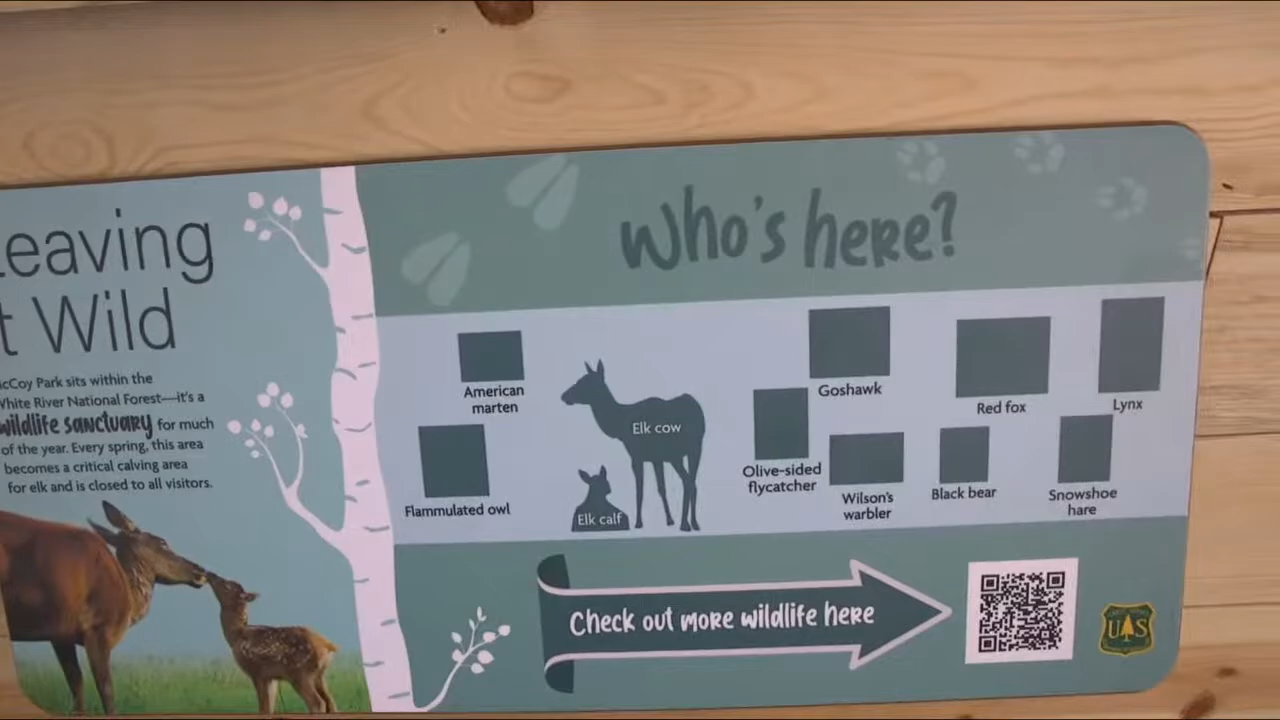 eaving
t Wild
cCoy Park sits within the
White River National Forest—it's a
wildlife sanctuary for much
of the year. Every spring, this area
becomes a critical calving area
for elk and is closed to all visitors.
Who's here?
American
marten
Flammulated owl
Elk cow
Elk calf
Goshawk
Olive-sided
flycatcher
Wilson's
warbler
Red fox
Black bear
Lynx
Snowshoe
hare
Check out more wildlife here
US